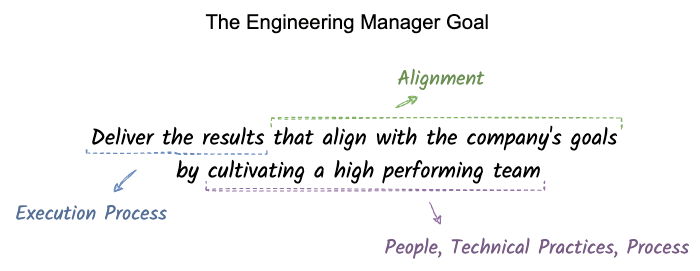 The Engineering Manager Goal
Alignment
Deliver the results that align with the company's goals
by cultivating a high performing team
Execution Process
People, Technical Practices, Process